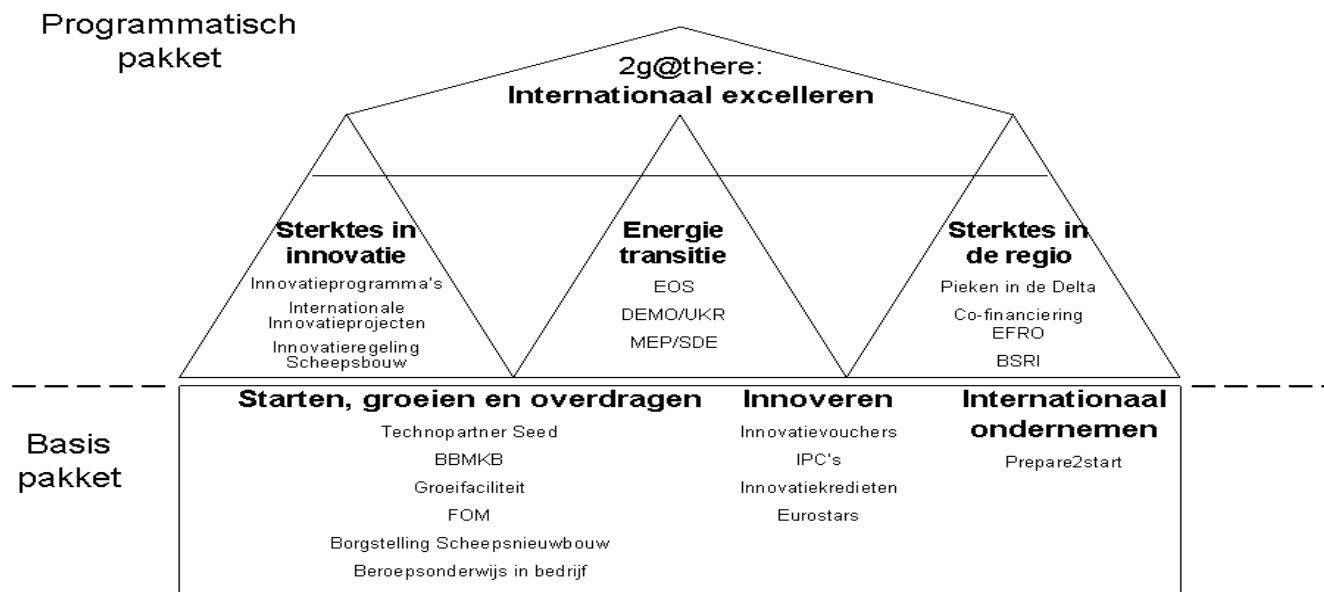 Programmatisch
pakket
2g@there:
Internationaal excelleren
Sterktes in
innovatie
Innovatieprogramma's
Internationale
Innovatieprojecten
Innovatieregeling
Scheepsbouw
Energie
transitie
EOS
DEMO/UKR
MEP/SDE
Sterktes in
de regio
Pieken in de Delta
Co-financiering
EFRO
BSRI
Basis
pakket
Starten, groeien en overdragen
Technopartner Seed
BBMKB
Groeifaciliteit
FOM
Borgstelling Scheepsnieuwbouw
Beroepsonderwijs in bedrijf
Innoveren
Innovatievouchers
IPC's
Innovatiekredieten
Eurostars
Internationaal
ondernemen
Prepare2start